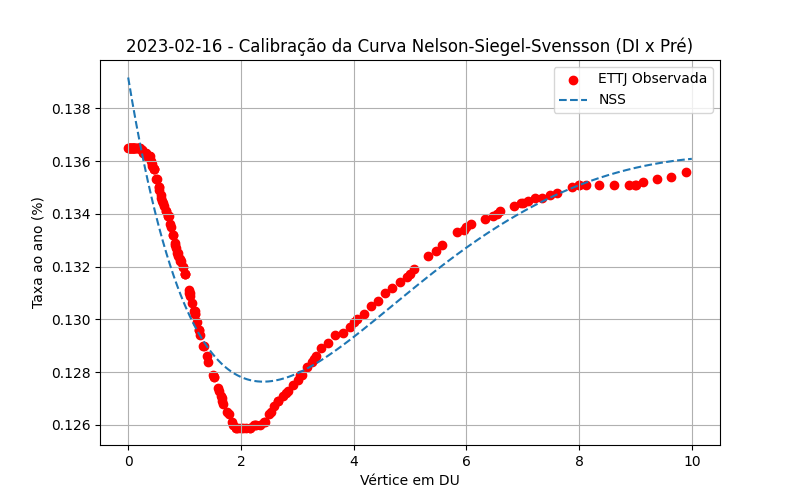 2023-02-16 - Calibração da Curva Nelson-Siegel-Svensson (DI x Pré)
ETTJ Observada
NSS
Taxa ao ano (%)
0.138
0.136
0.134
0.132
0.130
0.128
0.126
0 2 4 6 8 10
Vértice em DU